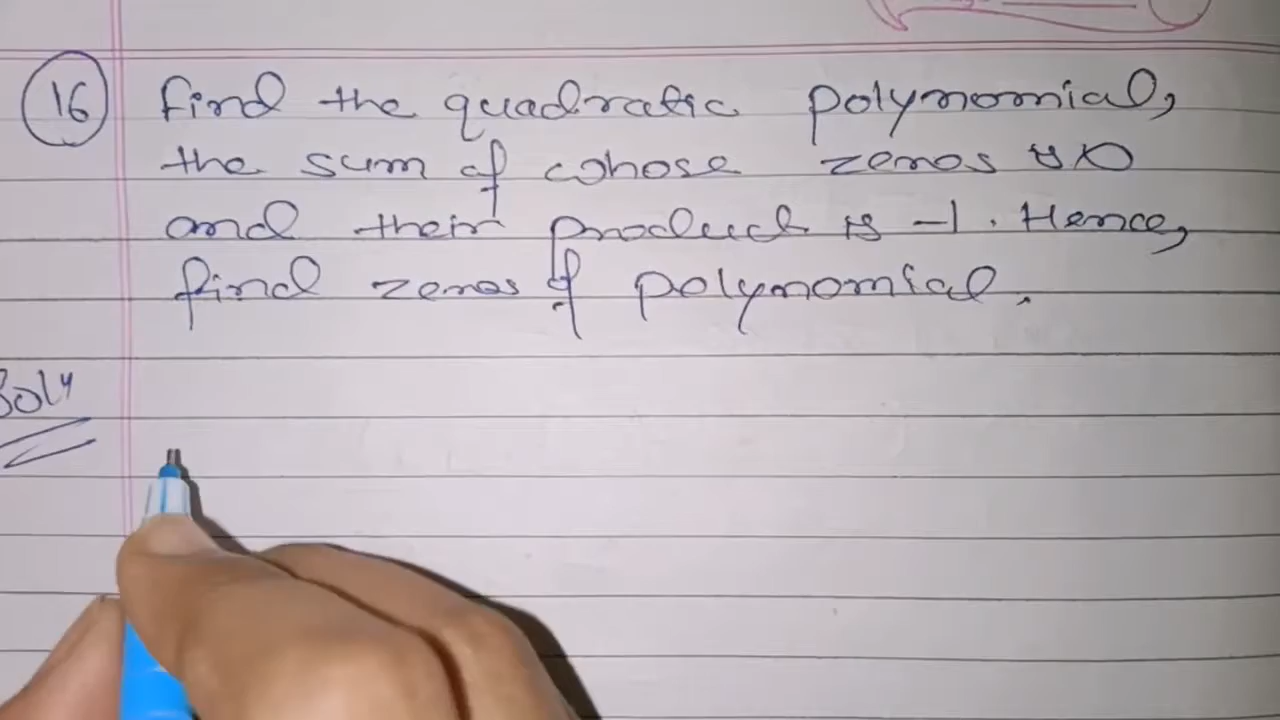 16 Find the quadratic polynomial,
the sum of whose zeros is 0
and their product is -1. Hence,
find zeros of polynomial.
Solⁿ